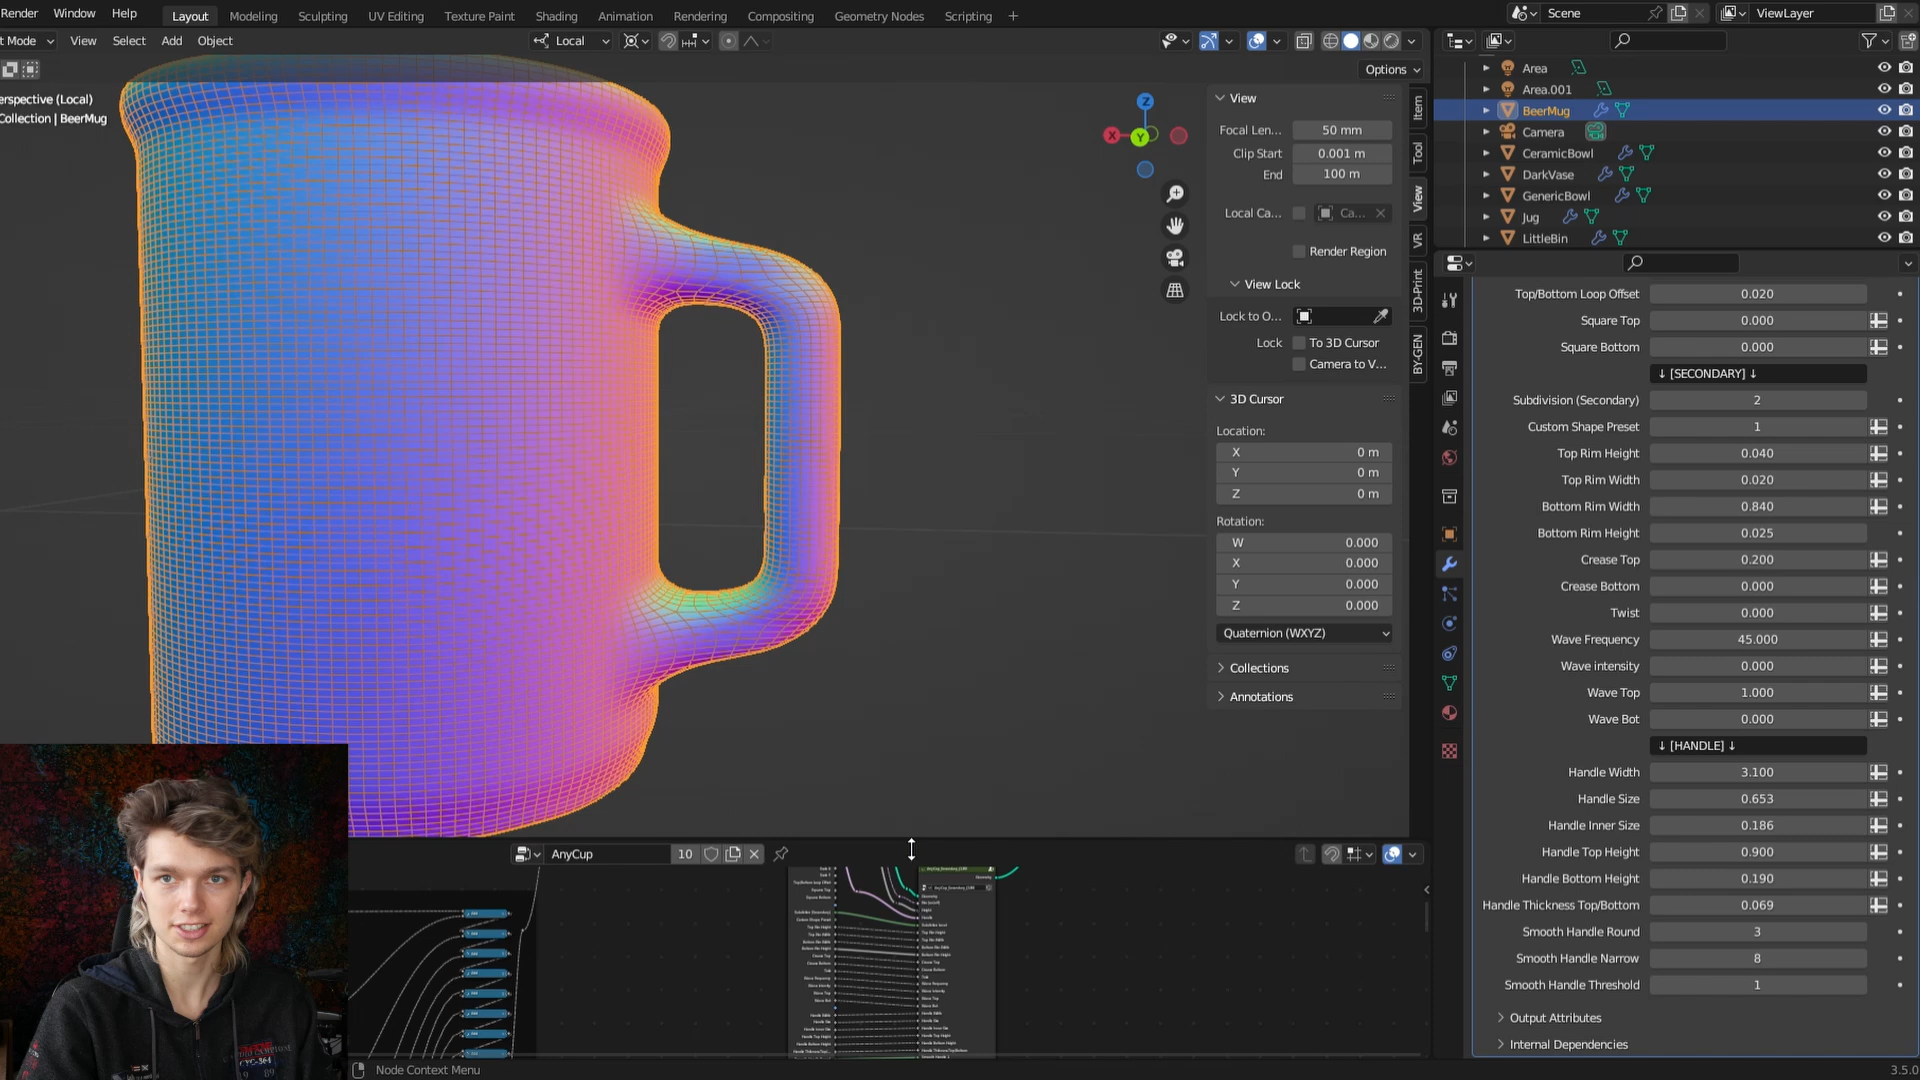 Render Window Help
Layout Modeling Sculpting UV Editing Texture Paint Shading Animation Rendering Compositing Geometry Nodes Scripting +
Scene
ViewLayer
t Mode View Select Add Object
Local
Options
erspective (Local)
Collection | BeerMug
Z
X
Y
View
Focal Len... 50 mm
Clip Start 0.001 m
End 100 m
Local Ca... Ca...
Render Region
View Lock
Lock to O...
Lock To 3D Cursor
Camera to V...
3D Cursor
Location:
X 0 m
Y 0 m
Z 0 m
Rotation:
W 0.000
X 0.000
Y 0.000
Z 0.000
Quaternion (WXYZ)
Collections
Annotations
Item
Tool
View
VR
3D-Print
BY-GEN
Area
Area.001
BeerMug
Camera
CeramicBowl
DarkVase
GenericBowl
Jug
LittleBin
Top/Bottom Loop Offset 0.020
Square Top 0.000
Square Bottom 0.000
↓ [SECONDARY] ↓
Subdivision (Secondary) 2
Custom Shape Preset 1
Top Rim Height 0.040
Top Rim Width 0.020
Bottom Rim Width 0.840
Bottom Rim Height 0.025
Crease Top 0.200
Crease Bottom 0.000
Twist 0.000
Wave Frequency 45.000
Wave intensity 0.000
Wave Top 1.000
Wave Bot 0.000
↓ [HANDLE] ↓
Handle Width 3.100
Handle Size 0.653
Handle Inner Size 0.186
Handle Top Height 0.900
Handle Bottom Height 0.190
Handle Thickness Top/Bottom 0.069
Smooth Handle Round 3
Smooth Handle Narrow 8
Smooth Handle Threshold 1
Output Attributes
Internal Dependencies
AnyCup 10
Node Context Menu
3.5.0